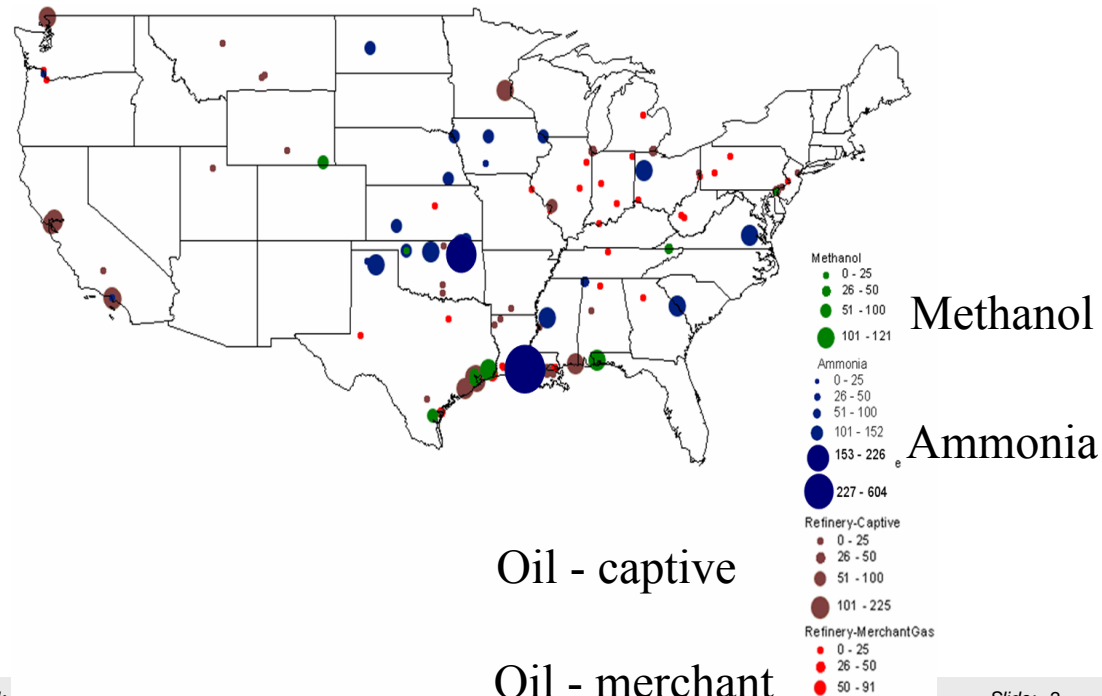 Methanol
0 - 25
26 - 50
51 - 100
101 - 121
Methanol
Ammonia
0 - 25
26 - 50
51 - 100
101 - 152
153 - 226
e
227 - 604
Ammonia
Refinery-Captive
0 - 25
26 - 50
51 - 100
101 - 225
Oil - captive
Refinery-MerchantGas
0 - 25
26 - 50
50 - 91
Oil - merchant